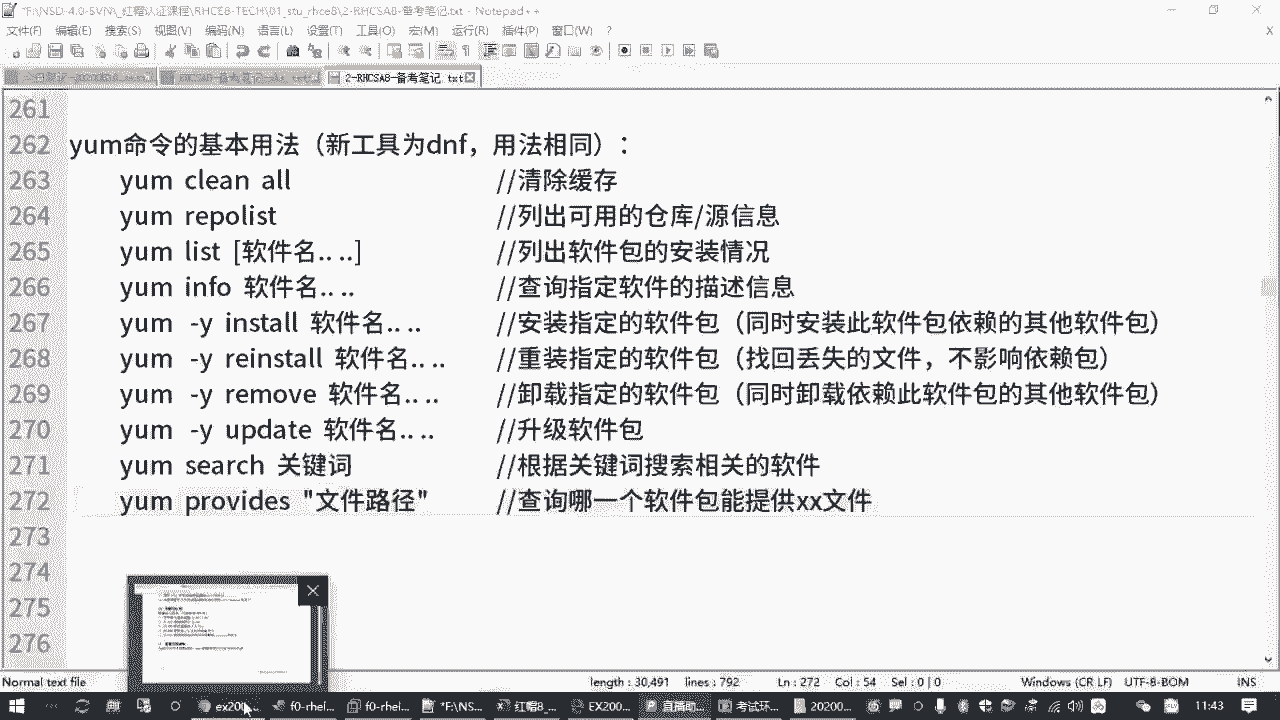 F:\NSD-4.0-SVN\_红帽认证课程\RHCE8-TECH\01_stu_rhce8\2-RHCSA8-备考笔记.txt - Notepad++
文件(F) 编辑(E) 搜索(S) 视图(V) 编码(N) 语言(L) 设置(T) 工具(O) 宏(M) 运行(R) 插件(P) 窗口(W) ? X
2-RHCSA8-备考笔记.txt
261
262 yum命令的基本用法（新工具为dnf，用法相同）：
263 yum clean all //清除缓存
264 yum repolist //列出可用的仓库/源信息
265 yum list [软件名.. ..] //列出软件包的安装情况
266 yum info 软件名.. .. //查询指定软件的描述信息
267 yum -y install 软件名.. .. //安装指定的软件包（同时安装此软件包依赖的其他软件包）
268 yum -y reinstall 软件名.. .. //重装指定的软件包（找回丢失的文件，不影响依赖包）
269 yum -y remove 软件名.. .. //卸载指定的软件包（同时卸载依赖此软件包的其他软件包）
270 yum -y update 软件名.. .. //升级软件包
271 yum search 关键词 //根据关键词搜索相关的软件
272 yum provides "文件路径" //查询哪一个软件包能提供xx文件
273
274
275
276
Normal text file length : 30,491 lines : 792 Ln : 272 Col : 54 Sel : 0 | 0 Windows (CR LF) UTF-8-BOM INS
ex200... f0-rhel... f0-rhel... *F:\NS... 红帽8_... EX200... 考试环... 20200... 11:43